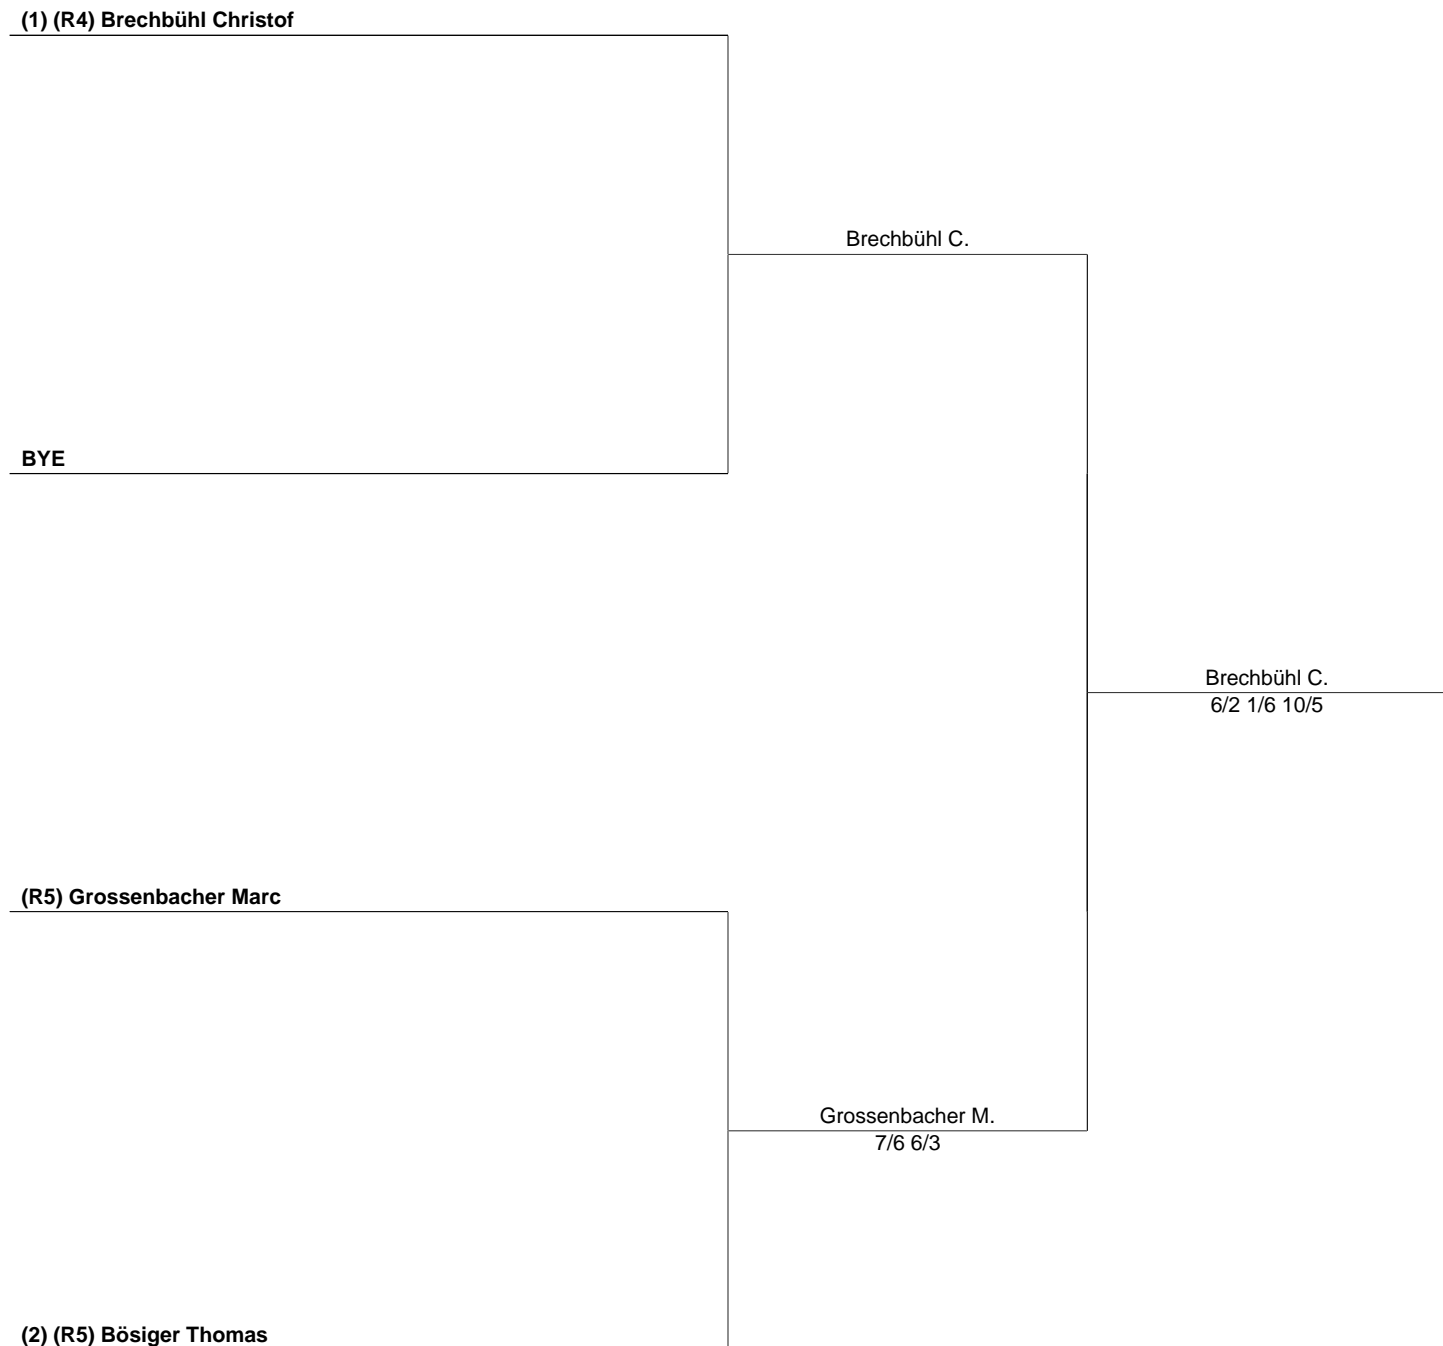 (1) (R4) Brechbühl Christof
Brechbühl C.
BYE
Brechbühl C.
6/2 1/6 10/5
(R5) Grossenbacher Marc
Grossenbacher M.
7/6 6/3
(2) (R5) Bösiger Thomas